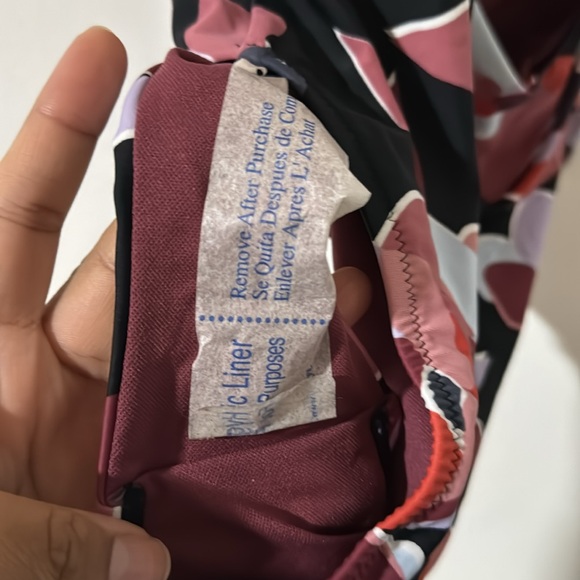 Remove After Purchase
Se Quita Despues de Com
Enlever Apres L' Achat
c Liner
Purposes